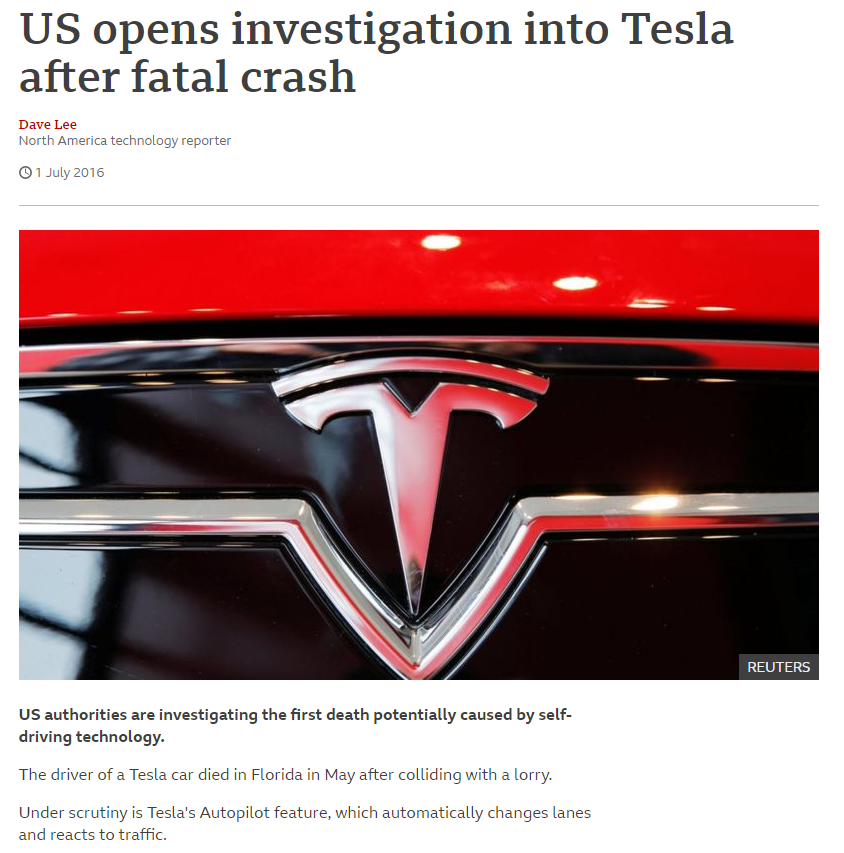 US opens investigation into Tesla
after fatal crash
Dave Lee
North America technology reporter
1 July 2016
REUTERS
US authorities are investigating the first death potentially caused by self-
driving technology.
The driver of a Tesla car died in Florida in May after colliding with a lorry.
Under scrutiny is Tesla's Autopilot feature, which automatically changes lanes
and reacts to traffic.